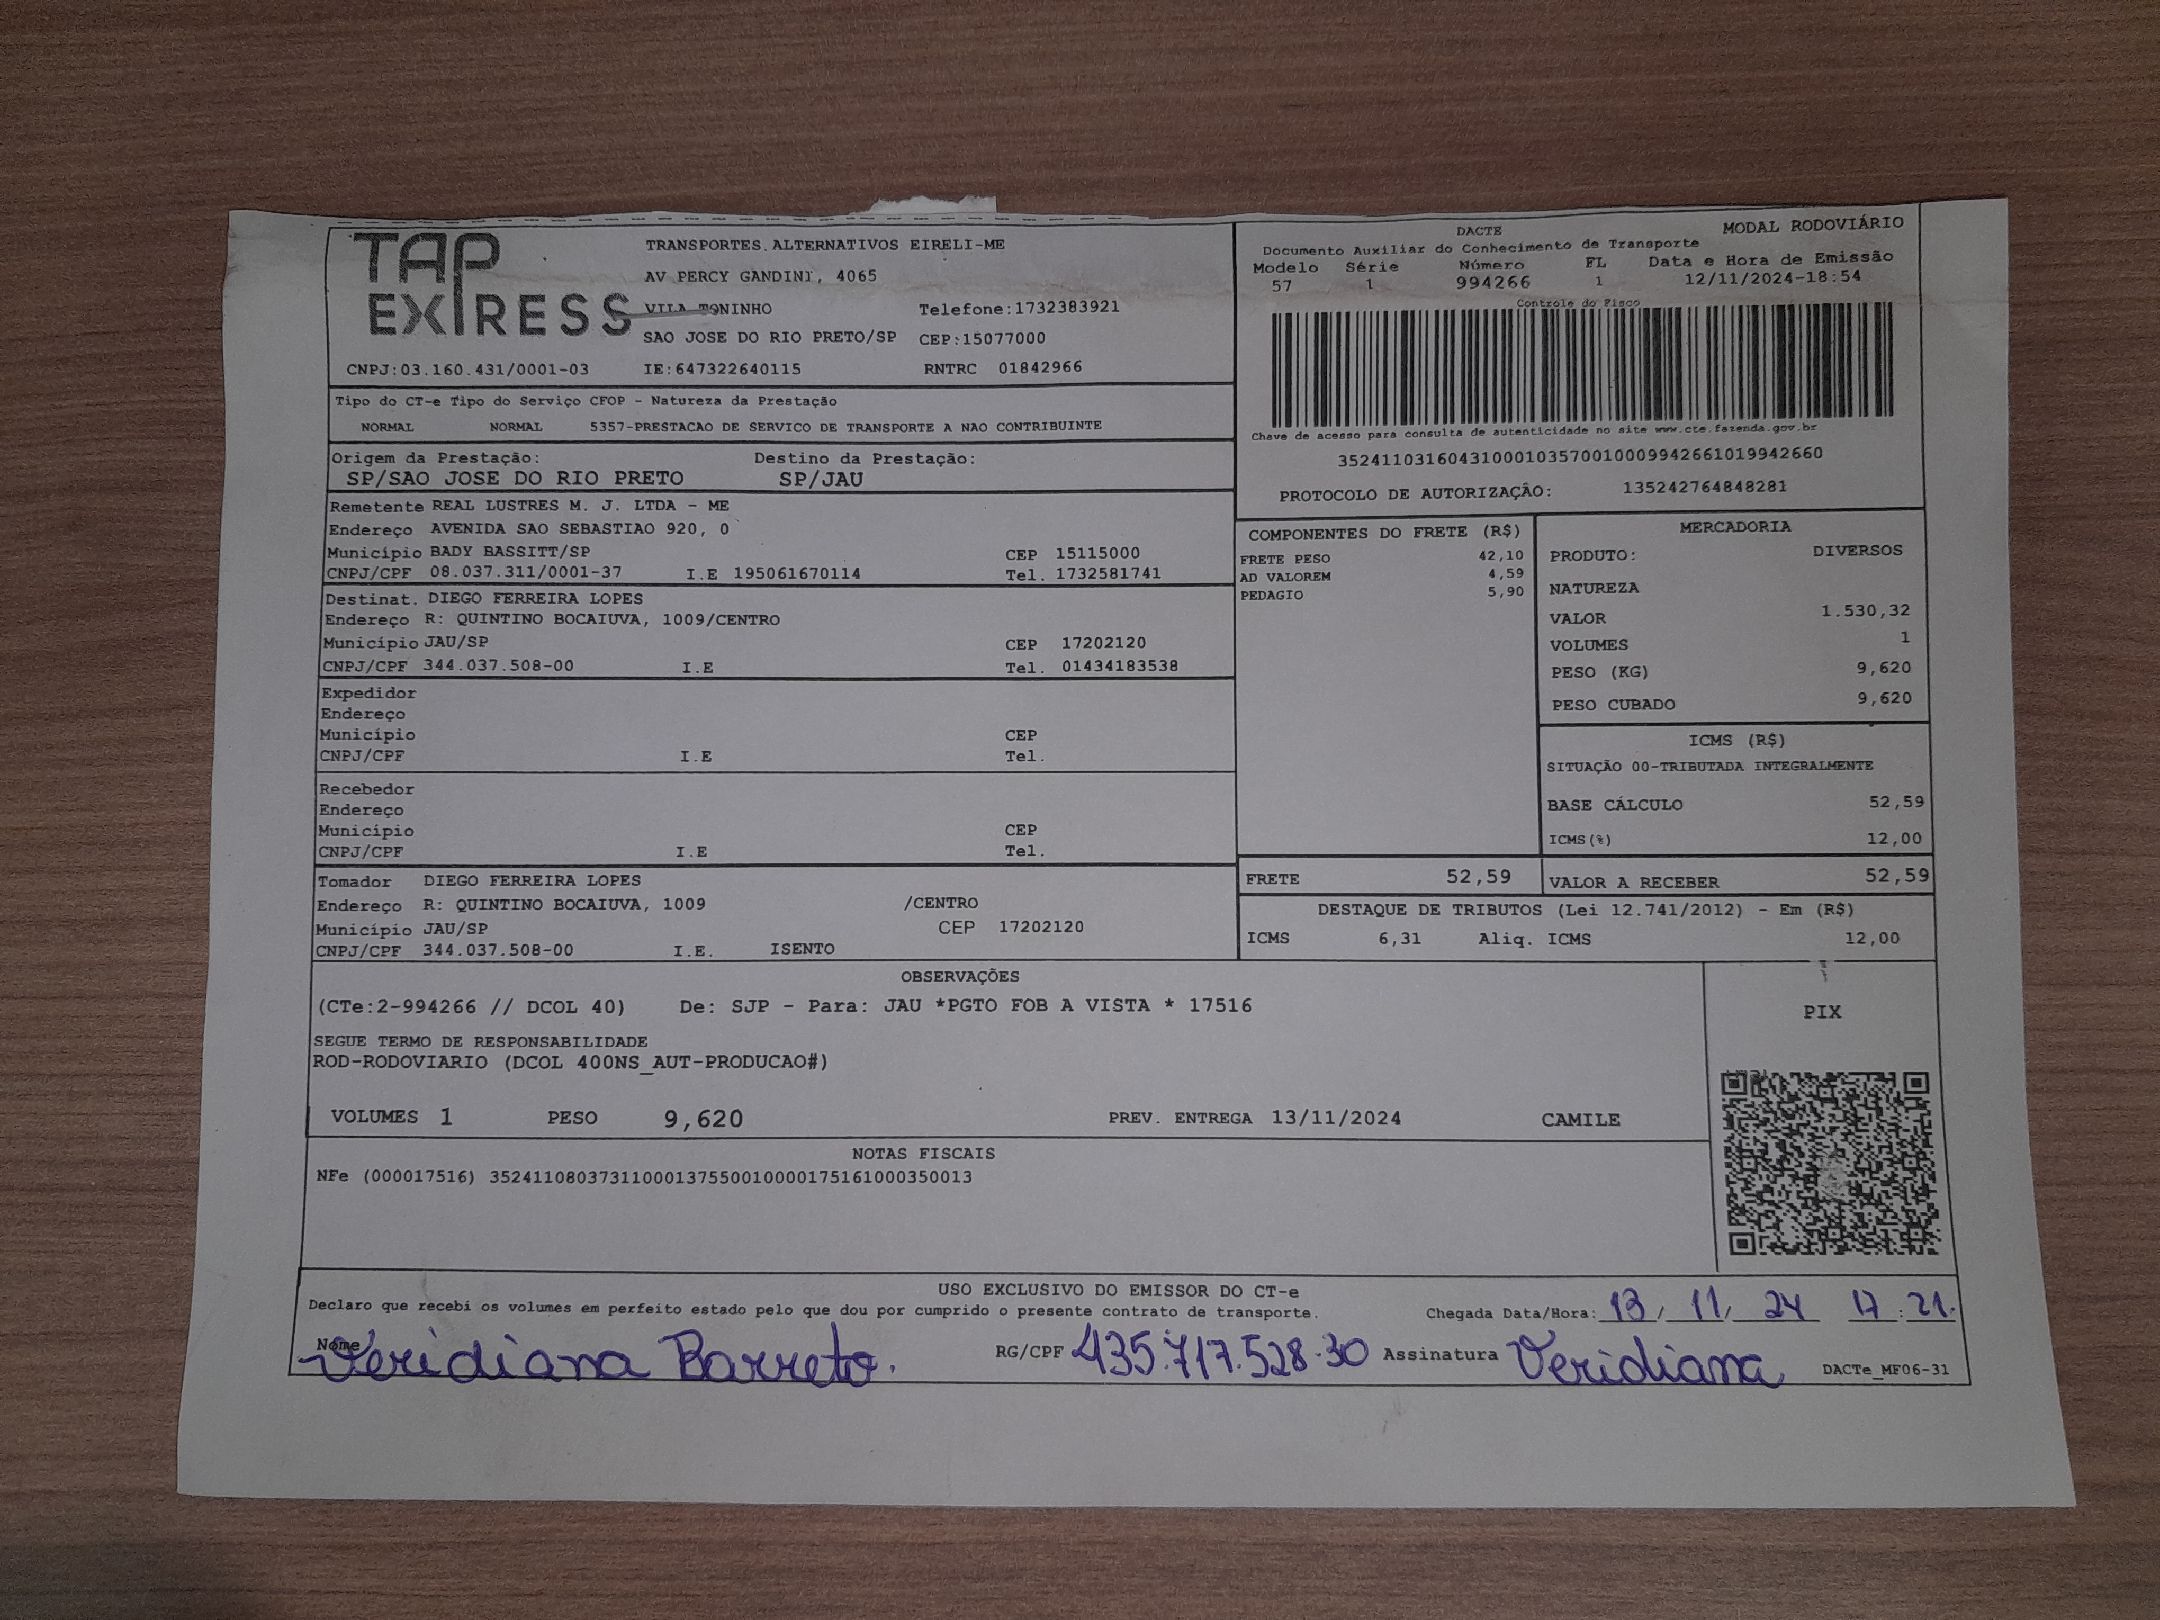 TAP EXPRESS
TRANSPORTES ALTERNATIVOS EIRELI-ME
AV PERCY GANDINI, 4065
VILA TONINHO Telefone:1732383921
SAO JOSE DO RIO PRETO/SP CEP:15077000
CNPJ:03.160.431/0001-03 IE:647322640115 RNTRC 01842966
DACTE MODAL RODOVIÁRIO
Documento Auxiliar do Conhecimento de Transporte
Modelo Série Número FL Data e Hora de Emissão
57 1 994266 1 12/11/2024-18:54
Controle do Fisco
Chave de acesso para consulta de autenticidade no site www.cte.fazenda.gov.br
35241103160431000103570010009942661019942660
PROTOCOLO DE AUTORIZAÇÃO: 135242764848281
Tipo do CT-e Tipo do Serviço CFOP - Natureza da Prestação
NORMAL NORMAL 5357-PRESTACAO DE SERVICO DE TRANSPORTE A NAO CONTRIBUINTE
Origem da Prestação: Destino da Prestação:
SP/SAO JOSE DO RIO PRETO SP/JAU
Remetente REAL LUSTRES M. J. LTDA - ME
Endereço AVENIDA SAO SEBASTIAO 920, 0
Município BADY BASSITT/SP CEP 15115000
CNPJ/CPF 08.037.311/0001-37 I.E 195061670114 Tel. 1732581741
Destinat. DIEGO FERREIRA LOPES
Endereço R: QUINTINO BOCAIUVA, 1009/CENTRO
Município JAU/SP CEP 17202120
CNPJ/CPF 344.037.508-00 I.E Tel. 01434183538
Expedidor
Endereço
Município CEP
CNPJ/CPF I.E Tel.
Recebedor
Endereço
Município CEP
CNPJ/CPF I.E Tel.
Tomador DIEGO FERREIRA LOPES
Endereço R: QUINTINO BOCAIUVA, 1009 /CENTRO
Município JAU/SP CEP 17202120
CNPJ/CPF 344.037.508-00 I.E. ISENTO
COMPONENTES DO FRETE (R$)
FRETE PESO 42,10
AD VALOREM 4,59
PEDAGIO 5,90
MERCADORIA
PRODUTO: DIVERSOS
NATUREZA
VALOR 1.530,32
VOLUMES 1
PESO (KG) 9,620
PESO CUBADO 9,620
ICMS (R$)
SITUAÇÃO 00-TRIBUTADA INTEGRALMENTE
BASE CÁLCULO 52,59
ICMS(%) 12,00
FRETE 52,59 VALOR A RECEBER 52,59
DESTAQUE DE TRIBUTOS (Lei 12.741/2012) - Em (R$)
ICMS 6,31 Aliq. ICMS 12,00
OBSERVAÇÕES
(CTe:2-994266 // DCOL 40) De: SJP - Para: JAU *PGTO FOB A VISTA * 17516
SEGUE TERMO DE RESPONSABILIDADE
ROD-RODOVIARIO (DCOL 400NS_AUT-PRODUCAO#)
VOLUMES 1 PESO 9,620 PREV. ENTREGA 13/11/2024 CAMILE
PIX
NOTAS FISCAIS
NFe (000017516) 35241108037311000137550010000175161000350013
USO EXCLUSIVO DO EMISSOR DO CT-e
Declaro que recebi os volumes em perfeito estado pelo que dou por cumprido o presente contrato de transporte. Chegada Data/Hora: 13/ 11/ 24 17:21.
Nome Veridiana Barreto. RG/CPF 435.717.528-30 Assinatura Veridiana DACTe_MF06-31